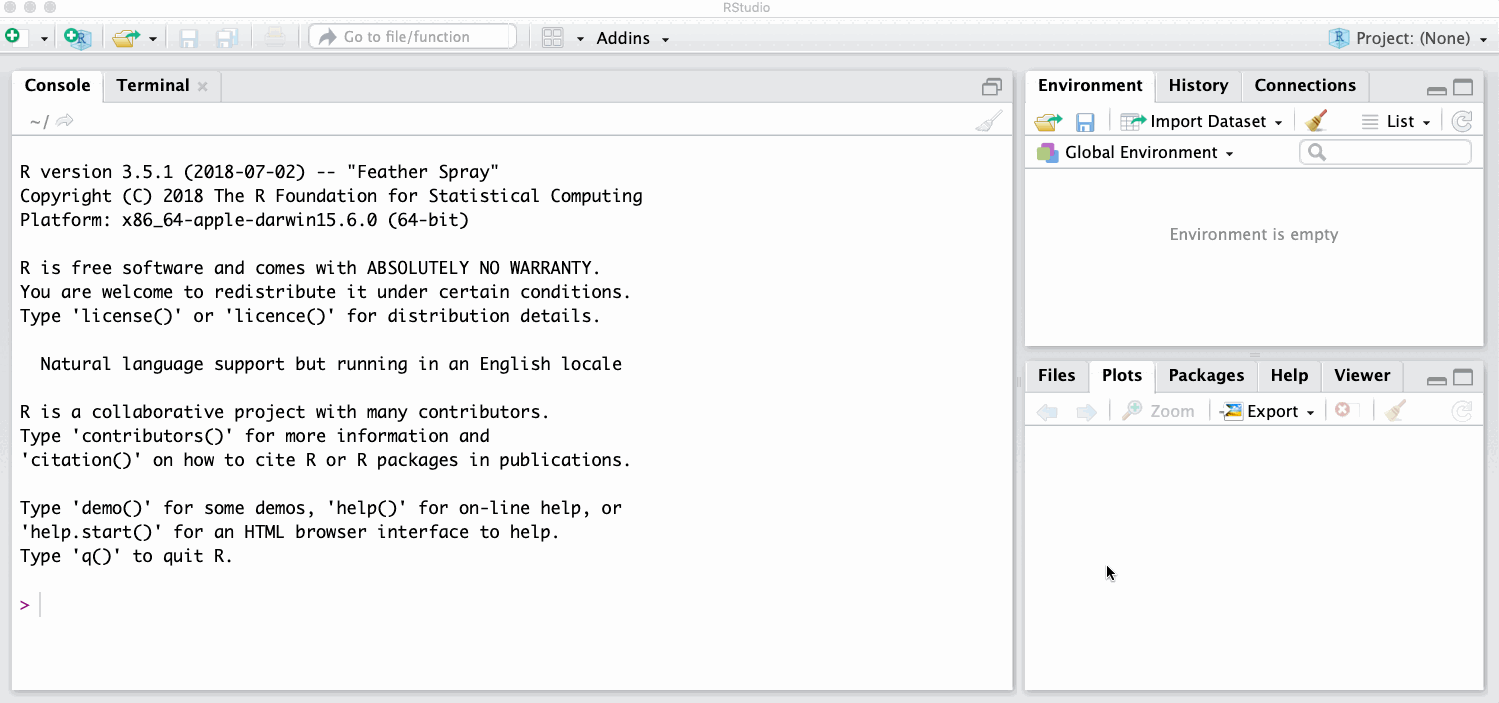 RStudio
Go to file/function
Addins
Project: (None)
Console
Terminal
~/
R version 3.5.1 (2018-07-02) -- "Feather Spray"
Copyright (C) 2018 The R Foundation for Statistical Computing
Platform: x86_64-apple-darwin15.6.0 (64-bit)
R is free software and comes with ABSOLUTELY NO WARRANTY.
You are welcome to redistribute it under certain conditions.
Type 'license()' or 'licence()' for distribution details.
Natural language support but running in an English locale
R is a collaborative project with many contributors.
Type 'contributors()' for more information and
'citation()' on how to cite R or R packages in publications.
Type 'demo()' for some demos, 'help()' for on-line help, or
'help.start()' for an HTML browser interface to help.
Type 'q()' to quit R.
>
Environment
History
Connections
Import Dataset
List
Global Environment
Environment is empty
Files
Plots
Packages
Help
Viewer
Zoom
Export